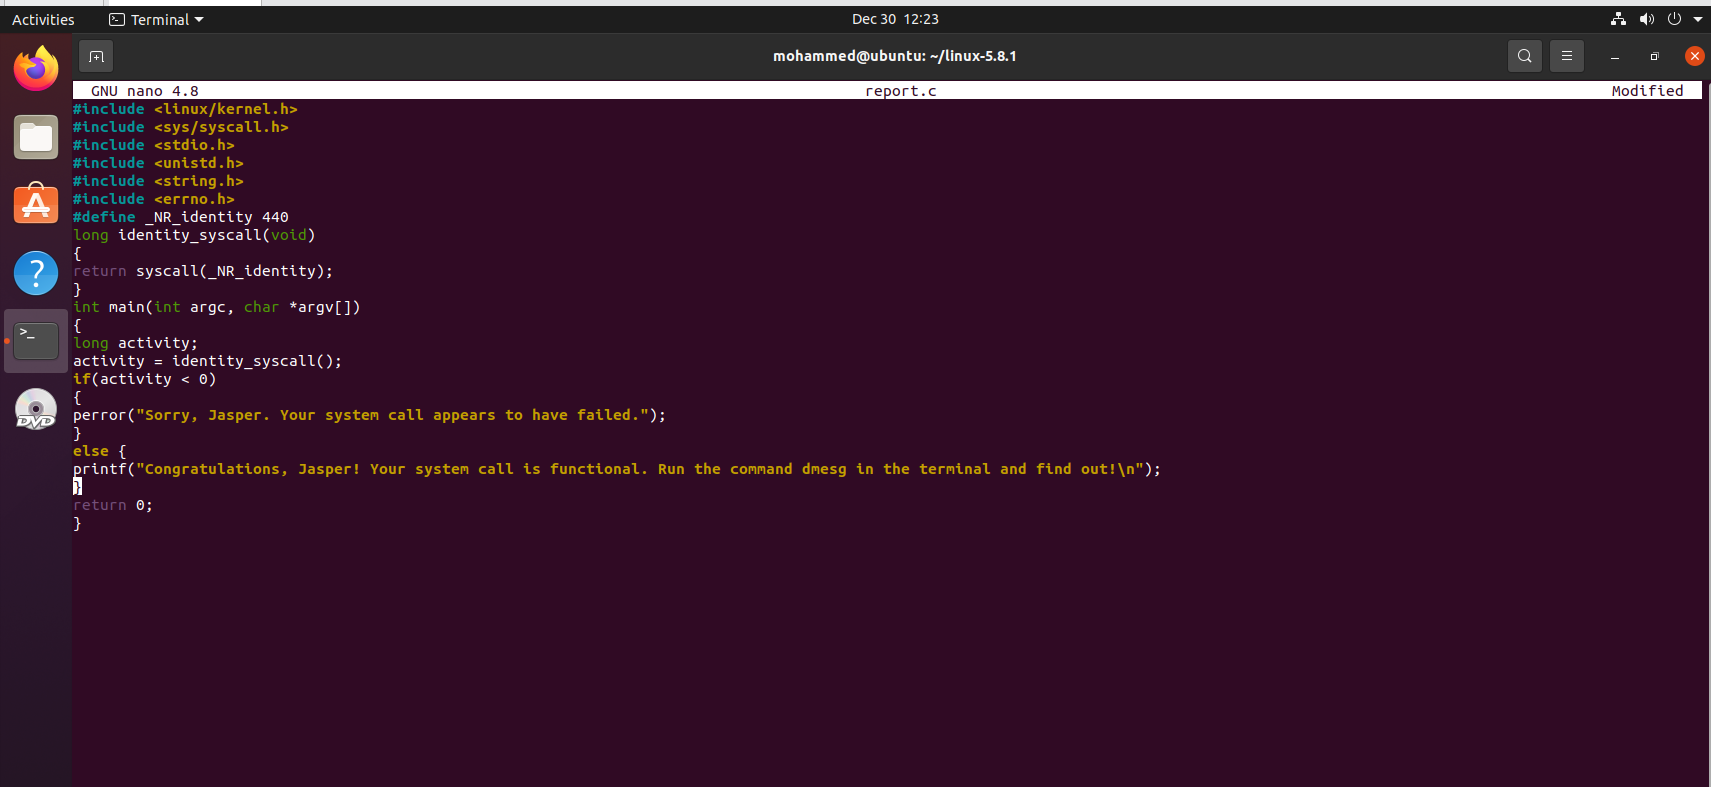 Activities
Terminal
Dec 30 12:23
mohammed@ubuntu: ~/linux-5.8.1
GNU nano 4.8 report.c Modified
#include <linux/kernel.h>
#include <sys/syscall.h>
#include <stdio.h>
#include <unistd.h>
#include <string.h>
#include <errno.h>
#define _NR_identity 440
long identity_syscall(void)
{
return syscall(_NR_identity);
}
int main(int argc, char *argv[])
{
long activity;
activity = identity_syscall();
if(activity < 0)
{
perror("Sorry, Jasper. Your system call appears to have failed.");
}
else {
printf("Congratulations, Jasper! Your system call is functional. Run the command dmesg in the terminal and find out!\n");
}
return 0;
}
?
>_
DVD